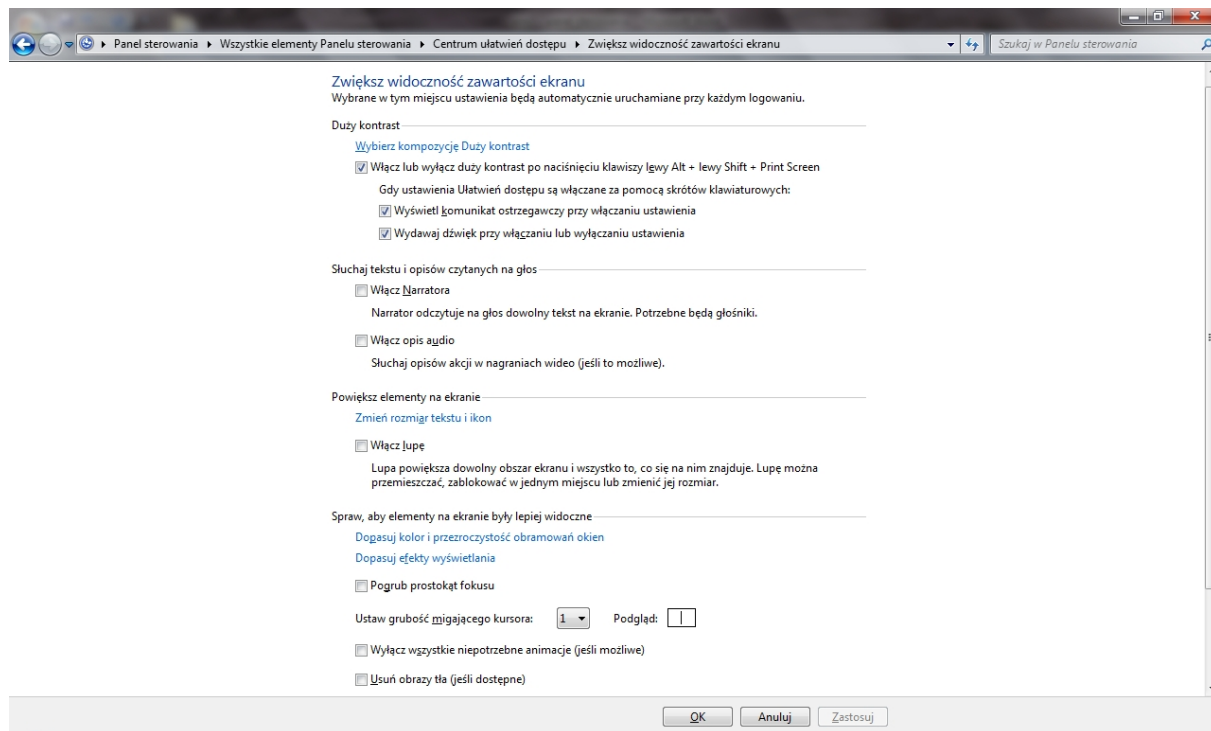 Panel sterowania ▸ Wszystkie elementy Panelu sterowania ▸ Centrum ułatwień dostępu ▸ Zwiększ widoczność zawartości ekranu
Szukaj w Panelu sterowania
Zwiększ widoczność zawartości ekranu
Wybrane w tym miejscu ustawienia będą automatycznie uruchamiane przy każdym logowaniu.
Duży kontrast
Wybierz kompozycję Duży kontrast
Włącz lub wyłącz duży kontrast po naciśnięciu klawiszy lewy Alt + lewy Shift + Print Screen
Gdy ustawienia Ułatwień dostępu są włączane za pomocą skrótów klawiaturowych:
Wyświetl komunikat ostrzegawczy przy włączaniu ustawienia
Wydawaj dźwięk przy włączaniu lub wyłączaniu ustawienia
Słuchaj tekstu i opisów czytanych na głos
Włącz Narratora
Narrator odczytuje na głos dowolny tekst na ekranie. Potrzebne będą głośniki.
Włącz opis audio
Słuchaj opisów akcji w nagraniach wideo (jeśli to możliwe).
Powiększ elementy na ekranie
Zmień rozmiar tekstu i ikon
Włącz lupę
Lupa powiększa dowolny obszar ekranu i wszystko to, co się na nim znajduje. Lupę można
przemieszczać, zablokować w jednym miejscu lub zmienić jej rozmiar.
Spraw, aby elementy na ekranie były lepiej widoczne
Dopasuj kolor i przezroczystość obramowań okien
Dopasuj efekty wyświetlania
Pogrub prostokąt fokusu
Ustaw grubość migającego kursora: 1 Podgląd:
Wyłącz wszystkie niepotrzebne animacje (jeśli możliwe)
Usuń obrazy tła (jeśli dostępne)
OK Anuluj Zastosuj